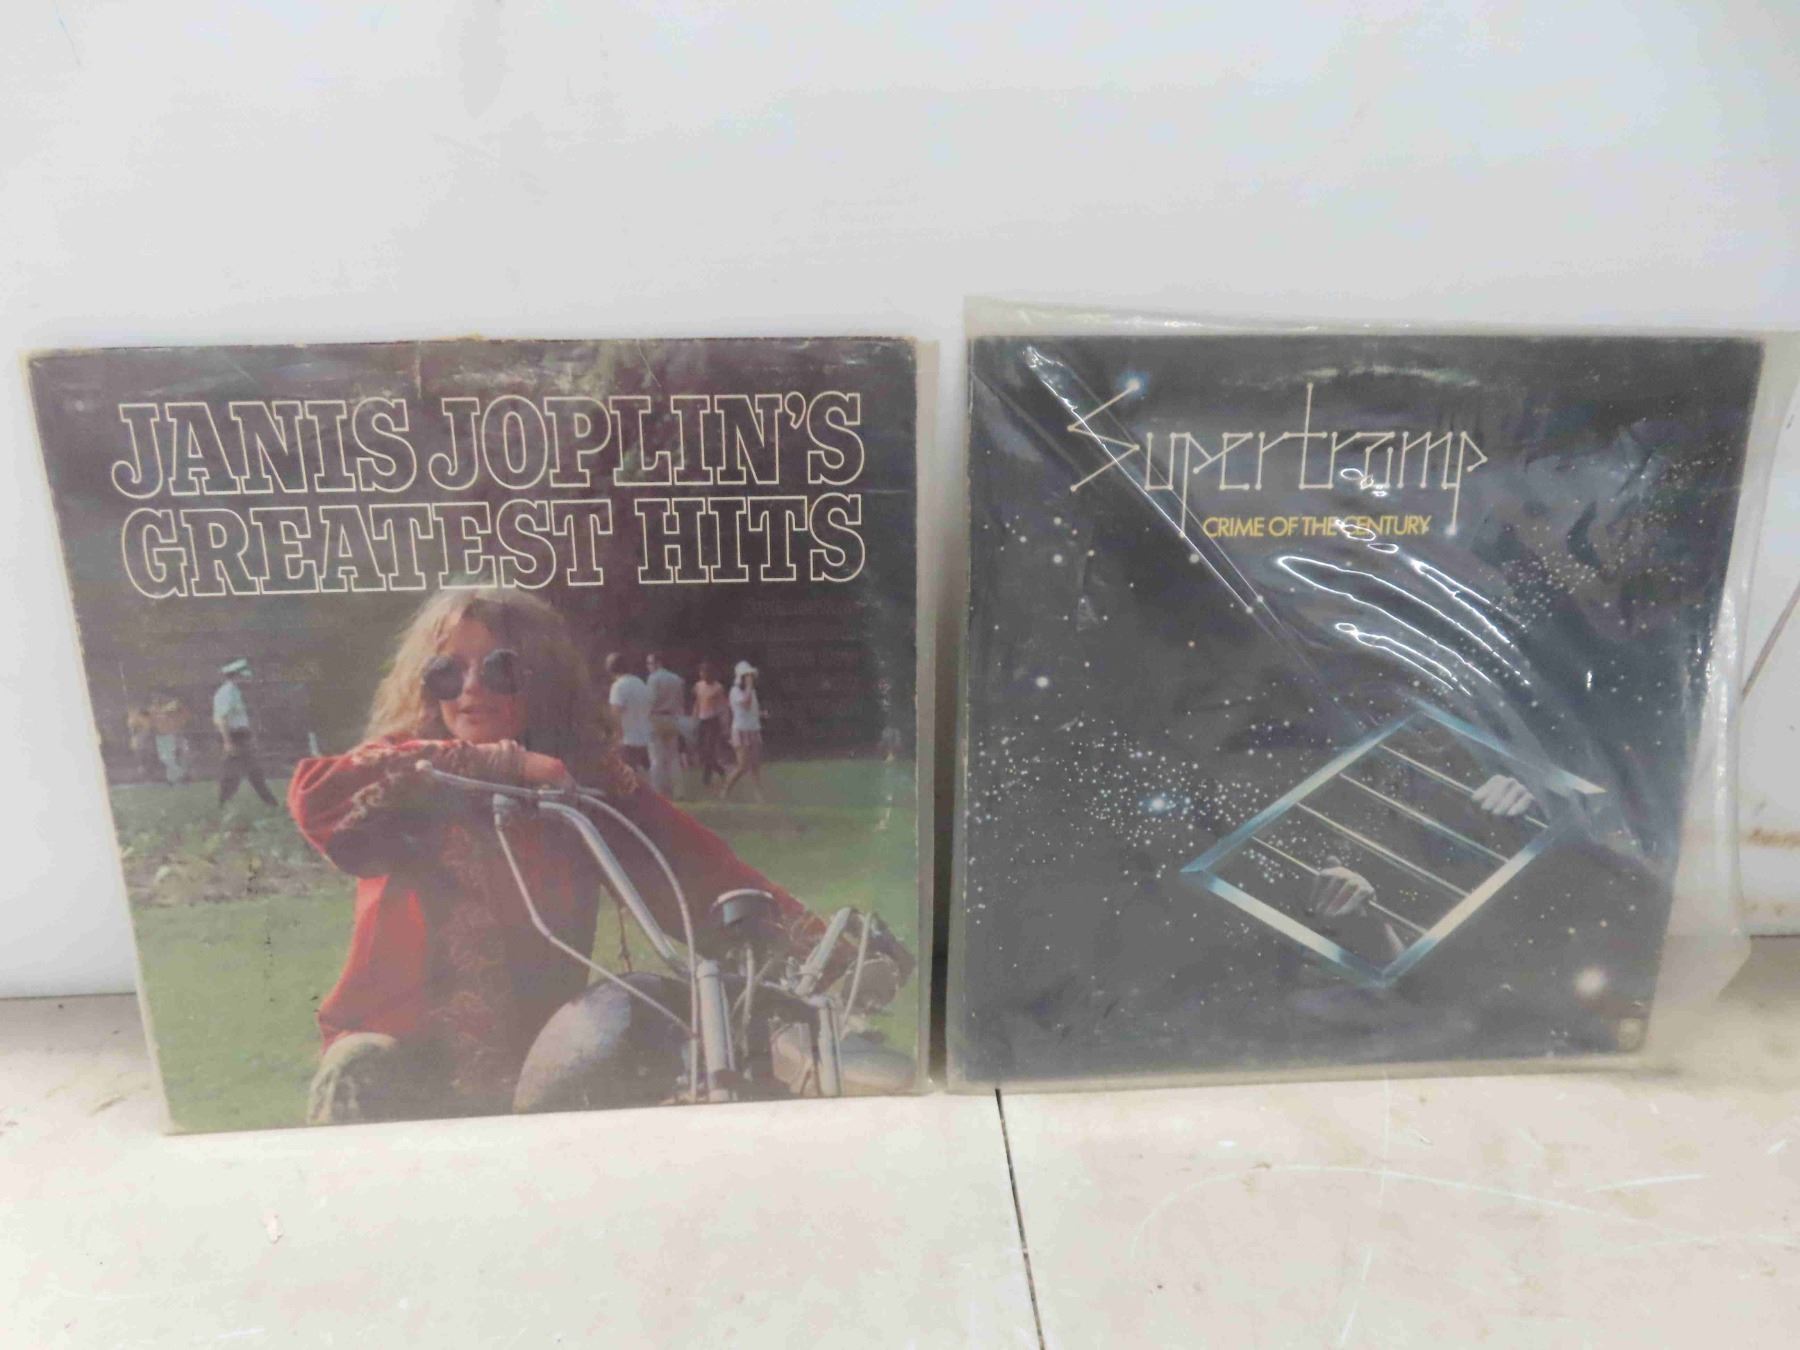 JANIS JOPLIN'S
GREATEST HITS
Supertramp
CRIME OF THE CENTURY